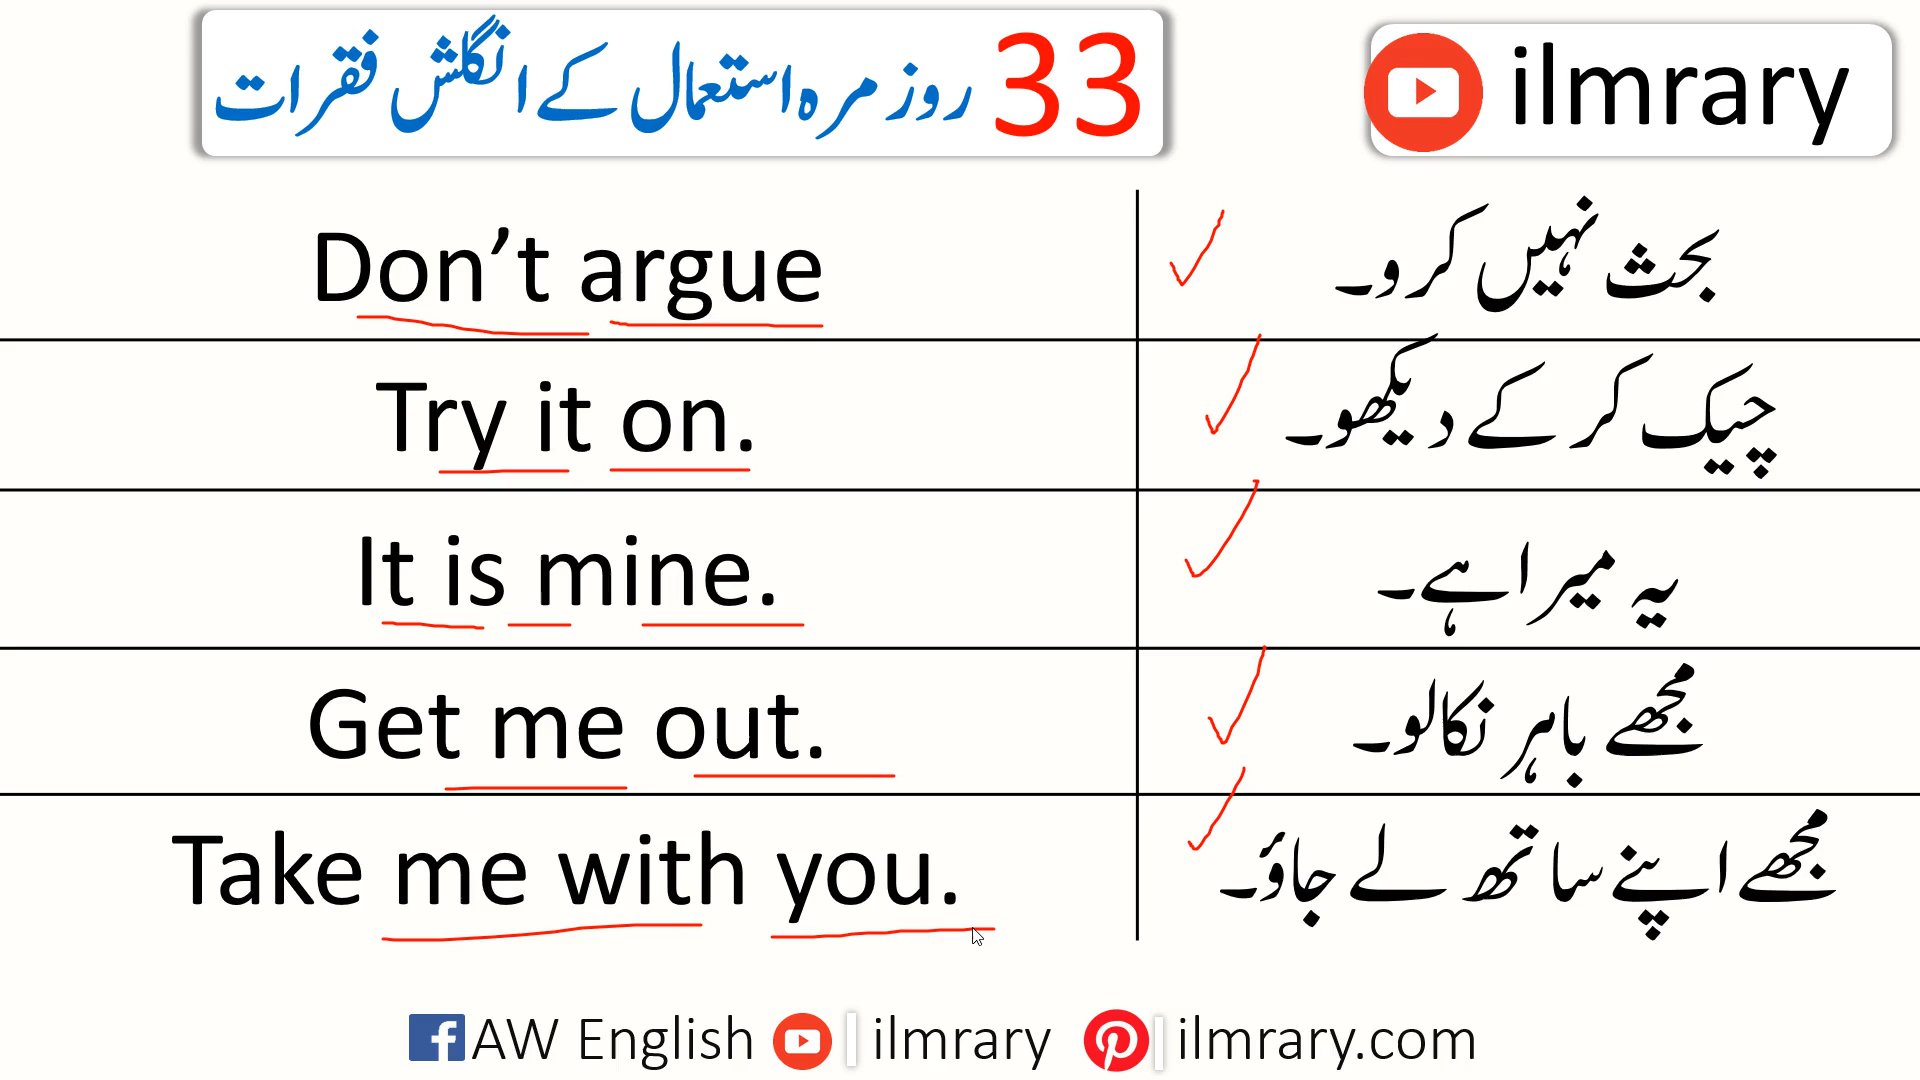 33 روز مرہ استعمال کے انگلش فقرات
ilmrary
Don’t argue
بحث نہیں کرو۔
Try it on.
چیک کر کے دیکھو۔
It is mine.
یہ میرا ہے۔
Get me out.
مجھے باہر نکالو۔
Take me with you.
مجھے اپنے ساتھ لے جاؤ۔
AW English | ilmrary | ilmrary.com